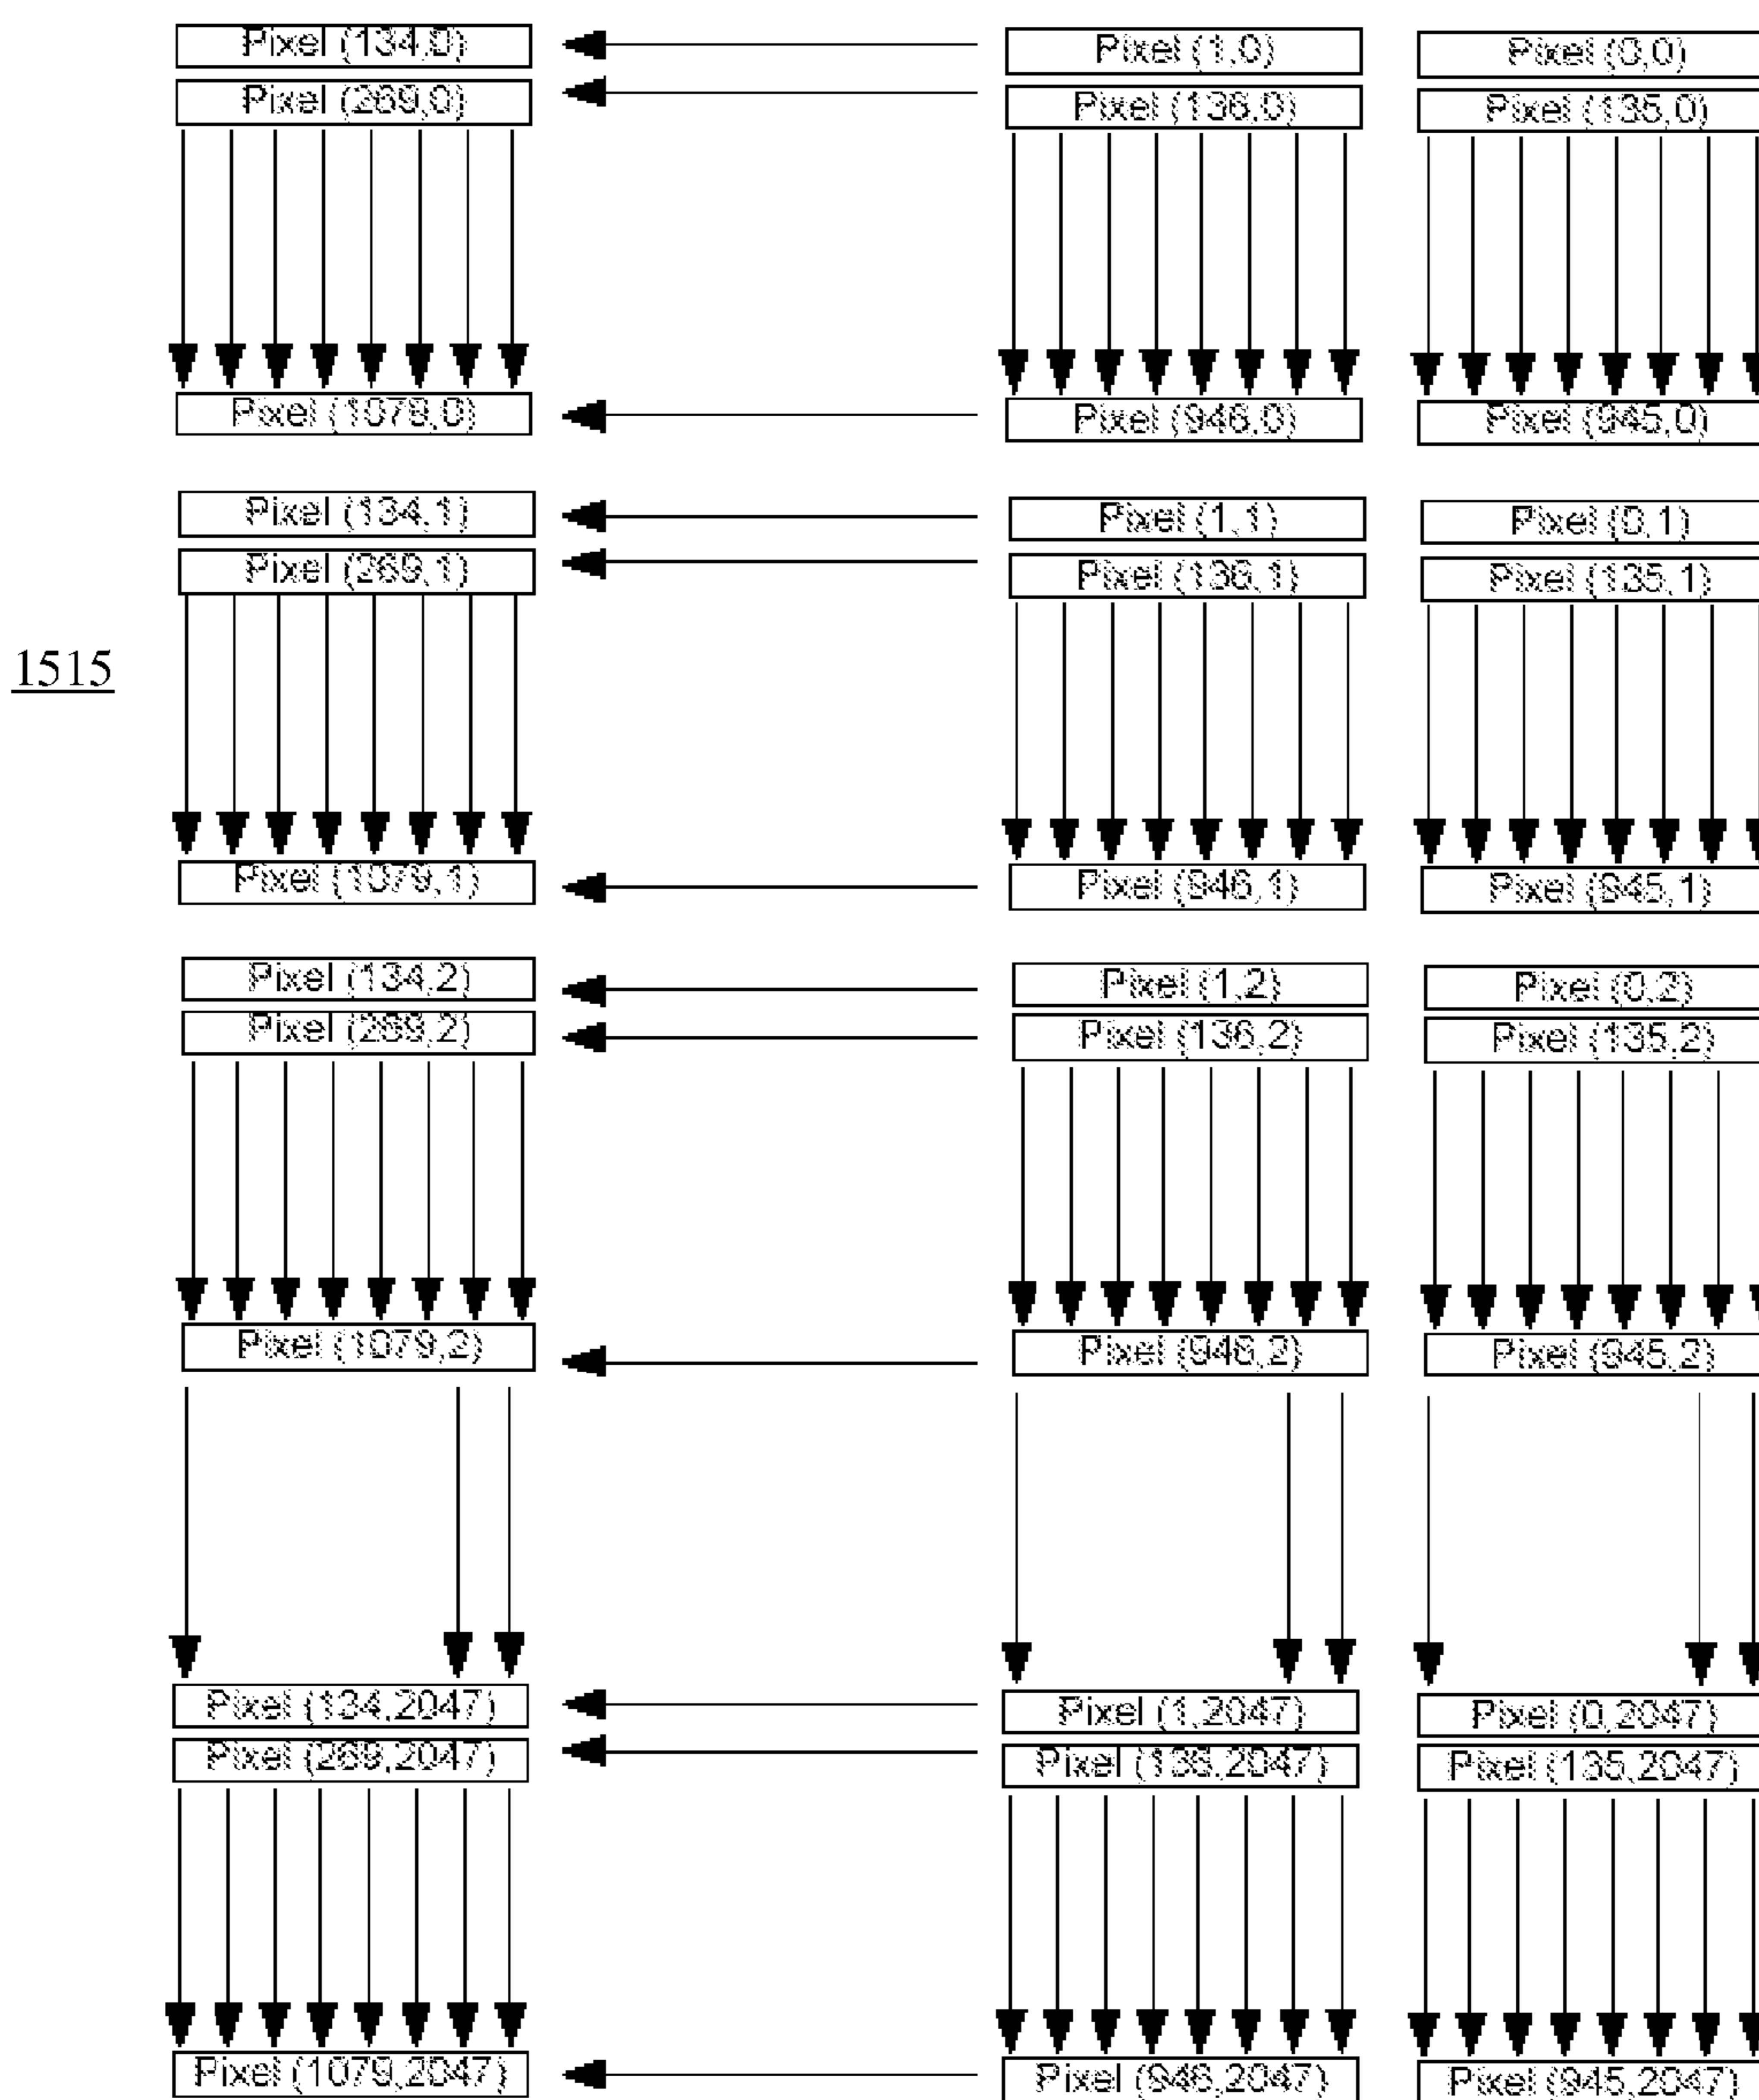 Pixel (134,0) Pixel (1,0) Pixel (0,0)
Pixel (269,0) Pixel (136,0) Pixel (135,0)
Pixel (1079,0) Pixel (946,0) Pixel (945,0)
Pixel (134,1) Pixel (1,1) Pixel (0,1)
Pixel (269,1) Pixel (136,1) Pixel (135,1)
1515
Pixel (1079,1) Pixel (946,1) Pixel (945,1)
Pixel (134,2) Pixel (1,2) Pixel (0,2)
Pixel (269,2) Pixel (136,2) Pixel (135,2)
Pixel (1079,2) Pixel (946,2) Pixel (945,2)
Pixel (134,2047) Pixel (1,2047) Pixel (0,2047)
Pixel (269,2047) Pixel (136,2047) Pixel (135,2047)
Pixel (1079,2047) Pixel (946,2047) Pixel (945,2047)